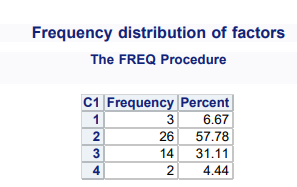 Frequency distribution of factors
The FREQ Procedure
C1 Frequency Percent
1 3 6.67
2 26 57.78
3 14 31.11
4 2 4.44